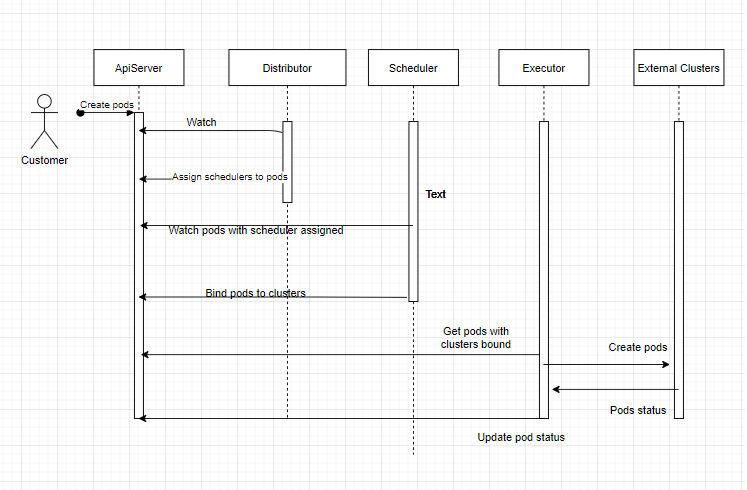 ApiServer
Distributor
Scheduler
Executor
External Clusters
Create pods
Watch
Customer
Assign schedulers to pods
Text
Watch pods with scheduler assigned
Bind pods to clusters
Get pods with
clusters bound
Create pods
Pods status
Update pod status